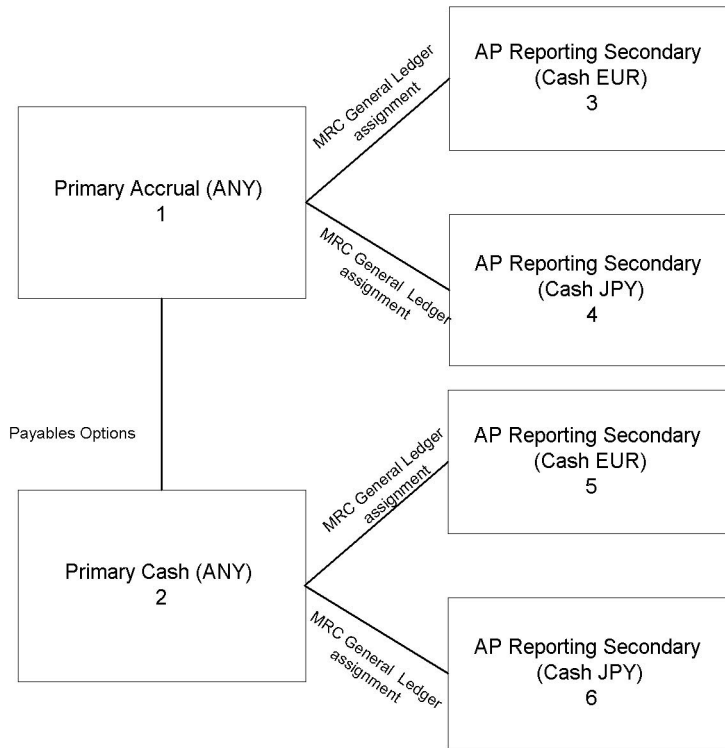 AP Reporting Secondary
(Cash EUR)
3
MRC General Ledger
assignment
Primary Accrual (ANY)
1
MRC General Ledger
assignment
AP Reporting Secondary
(Cash JPY)
4
Payables Options
AP Reporting Secondary
(Cash EUR)
5
MRC General Ledger
assignment
Primary Cash (ANY)
2
MRC General Ledger
assignment
AP Reporting Secondary
(Cash JPY)
6